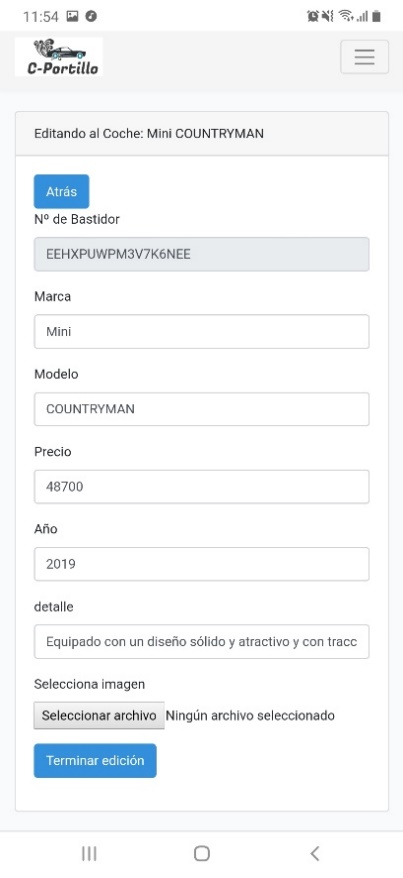 11:54
C-Portillo
Editando al Coche: Mini COUNTRYMAN
Atrás
Nº de Bastidor
EEHXPUWPM3V7K6NEE
Marca
Mini
Modelo
COUNTRYMAN
Precio
48700
Año
2019
detalle
Equipado con un diseño sólido y atractivo y con tracc
Selecciona imagen
Seleccionar archivo Ningún archivo seleccionado
Terminar edición